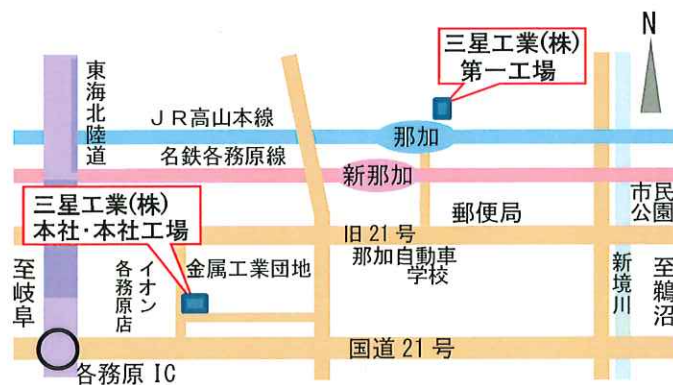 三星工業(株)
第一工場
N
東海北陸道
JR高山本線
那加
名鉄各務原線
新那加
三星工業(株)
本社・本社工場
郵便局
市民
公園
旧21号
那加自動車
学校
至岐阜
イオン
各務原店
金属工業団地
新境川
至鵜沼
国道21号
各務原 IC